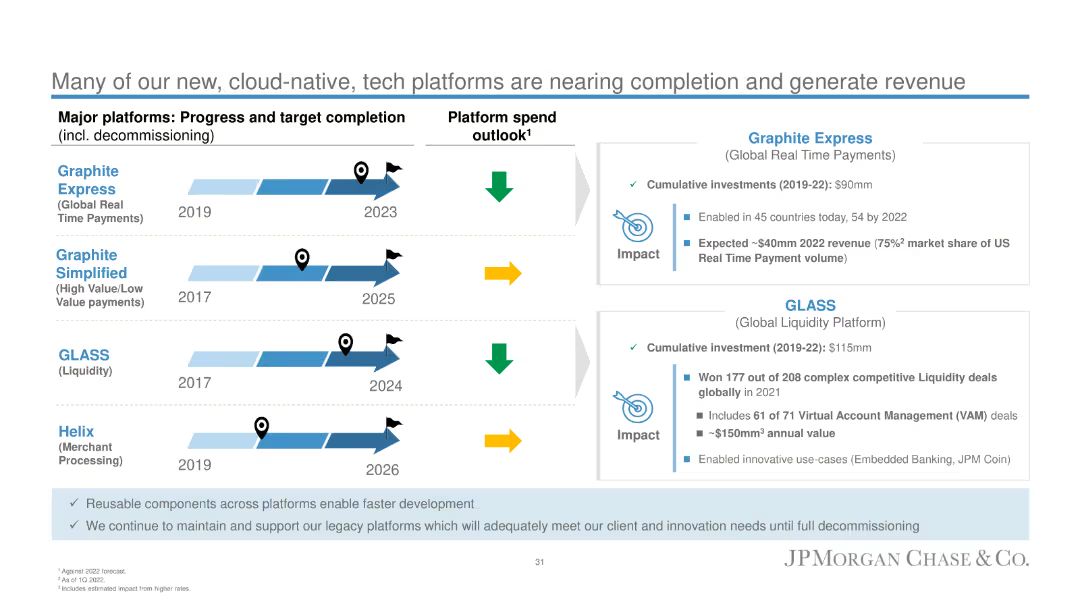 Many of our new, cloud-native, tech platforms are nearing completion and generate revenue
Major platforms: Progress and target completion
(incl. decommissioning)
Platform spend
outlook¹
Graphite
Express
(Global Real
Time Payments)
2019
2023
Graphite
Simplified
(High Value/Low
Value payments)
2017
2025
GLASS
(Liquidity)
2017
2024
Helix
(Merchant
Processing)
2019
2026
Graphite Express
(Global Real Time Payments)
✓ Cumulative investments (2019-22): $90mm
Impact
■ Enabled in 45 countries today, 54 by 2022
■ Expected ~$40mm 2022 revenue (75%² market share of US
Real Time Payment volume)
GLASS
(Global Liquidity Platform)
✓ Cumulative investment (2019-22): $115mm
Impact
■ Won 177 out of 208 complex competitive Liquidity deals
globally in 2021
■ Includes 61 of 71 Virtual Account Management (VAM) deals
■ ~$150mm³ annual value
■ Enabled innovative use-cases (Embedded Banking, JPM Coin)
✓ Reusable components across platforms enable faster development
✓ We continue to maintain and support our legacy platforms which will adequately meet our client and innovation needs until full decommissioning
31
JPMORGAN CHASE & CO.
¹ Against 2022 forecast.
² As of 1Q 2022.
³ Includes estimated impact from higher rates.